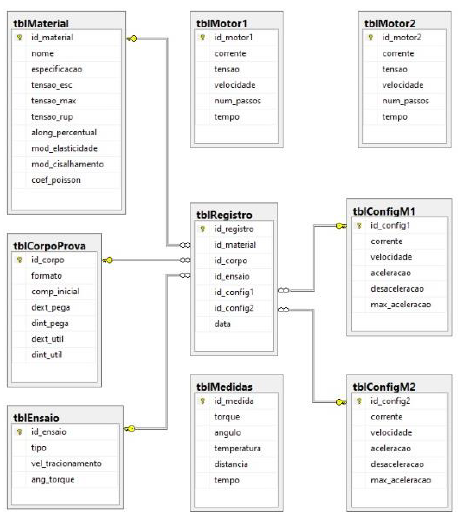 tblMaterial
id_material
nome
especificacao
tensao_esc
tensao_max
tensao_rup
along_percentual
mod_elasticidade
mod_cisalhamento
coef_poisson
tblMotor1
id_motor1
corrente
tensao
velocidade
num_passos
tempo
tblMotor2
id_motor2
corrente
tensao
velocidade
num_passos
tempo
tblCorpoProva
id_corpo
formato
comp_inicial
dext_pega
dint_pega
dext_util
dint_util
tblRegistro
id_registro
id_material
id_corpo
id_ensaio
id_config1
id_config2
data
tblConfigM1
id_config1
corrente
velocidade
aceleracao
desaceleracao
max_aceleracao
tblEnsaio
id_ensaio
tipo
vel_tracionamento
ang_torque
tblMedidas
id_medida
torque
angulo
temperatura
distancia
tempo
tblConfigM2
id_config2
corrente
velocidade
aceleracao
desaceleracao
max_aceleracao